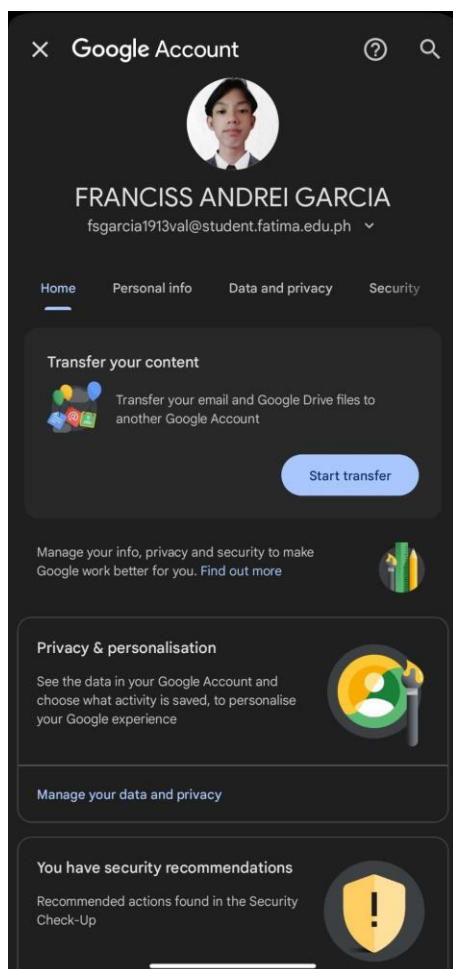 Google Account
FRANCISS ANDREI GARCIA
fsgarcia1913val@student.fatima.edu.ph
Home Personal info Data and privacy Security
Transfer your content
Transfer your email and Google Drive files to
another Google Account
Start transfer
Manage your info, privacy and security to make
Google work better for you. Find out more
Privacy & personalisation
See the data in your Google Account and
choose what activity is saved, to personalise
your Google experience
Manage your data and privacy
You have security recommendations
Recommended actions found in the Security
Check-Up